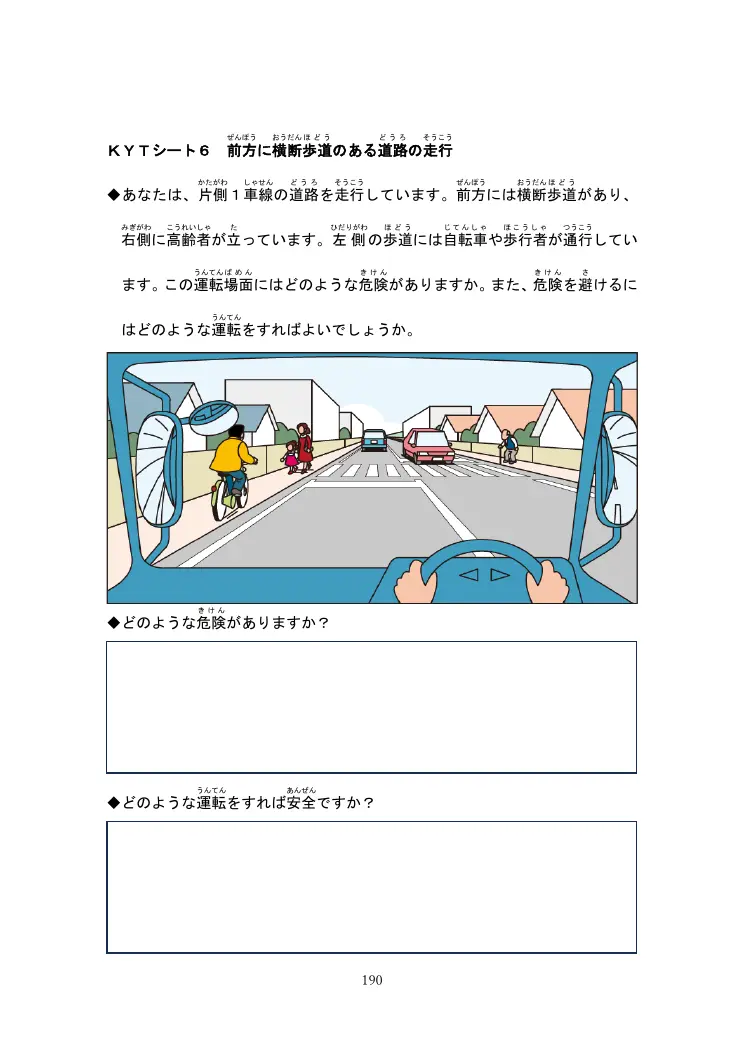 ＫＹＴシート６　前方に横断歩道のある道路の走行
◆あなたは、片側１車線の道路を走行しています。前方には横断歩道があり、
右側に高齢者が立っています。左側の歩道には自転車や歩行者が通行してい
ます。この運転場面にはどのような危険がありますか。また、危険を避けるに
はどのような運転をすればよいでしょうか。
◆どのような危険がありますか？
◆どのような運転をすれば安全ですか？
190